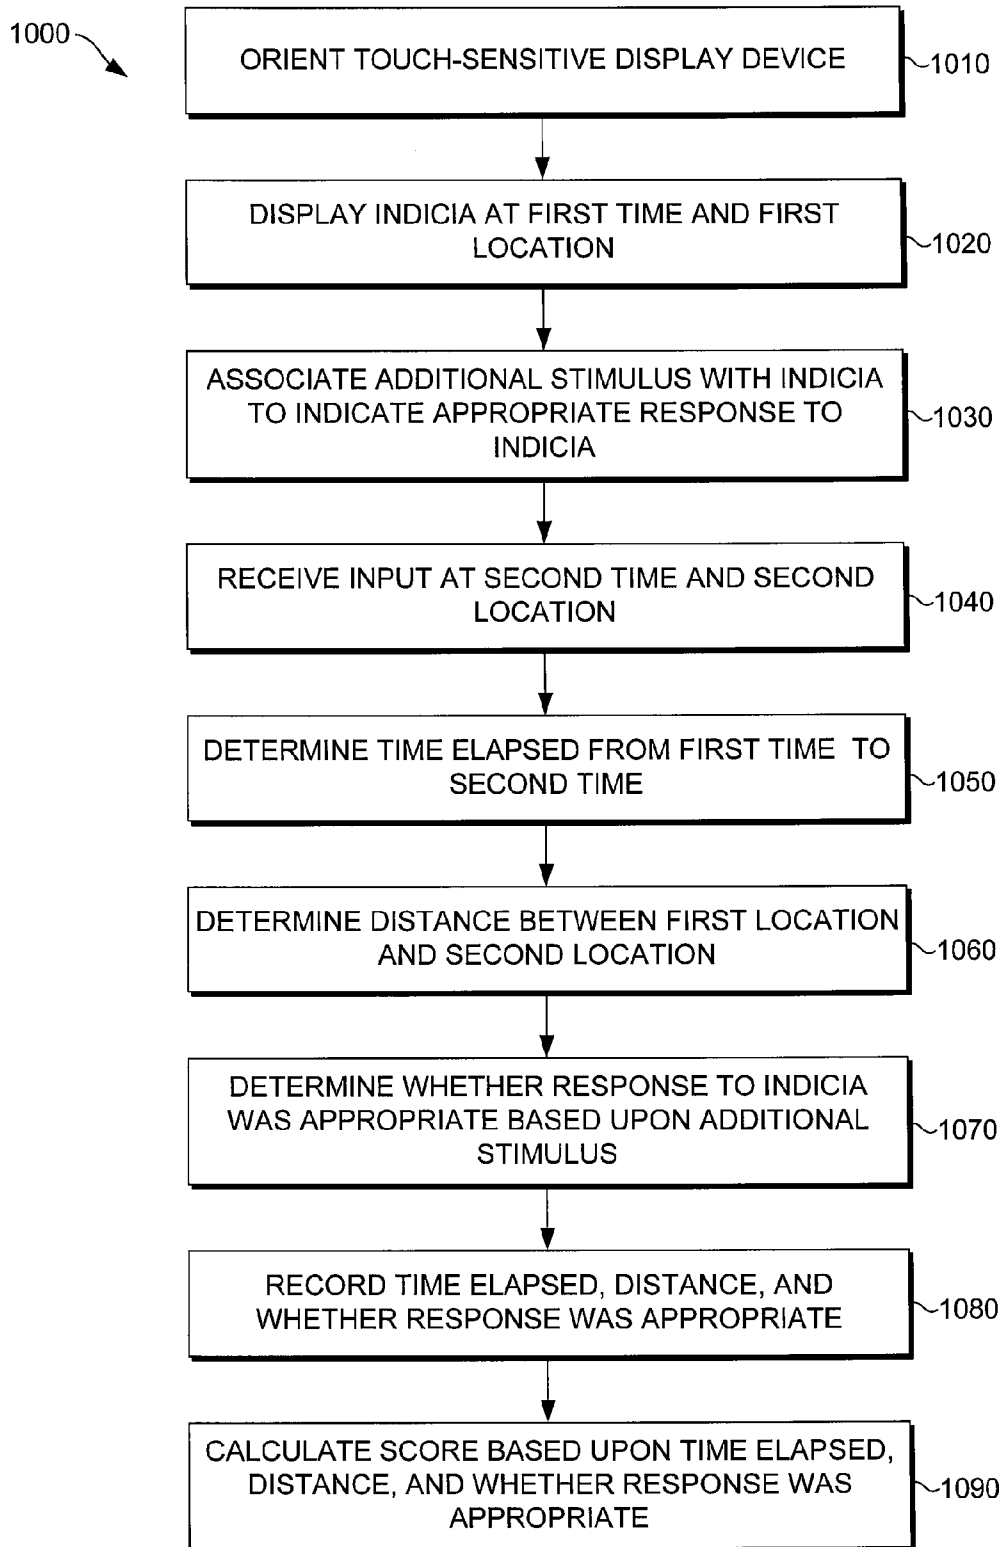 1000
ORIENT TOUCH-SENSITIVE DISPLAY DEVICE
1010
DISPLAY INDICIA AT FIRST TIME AND FIRST
LOCATION
1020
ASSOCIATE ADDITIONAL STIMULUS WITH INDICIA
TO INDICATE APPROPRIATE RESPONSE TO
INDICIA
1030
RECEIVE INPUT AT SECOND TIME AND SECOND
LOCATION
1040
DETERMINE TIME ELAPSED FROM FIRST TIME TO
SECOND TIME
1050
DETERMINE DISTANCE BETWEEN FIRST LOCATION
AND SECOND LOCATION
1060
DETERMINE WHETHER RESPONSE TO INDICIA
WAS APPROPRIATE BASED UPON ADDITIONAL
STIMULUS
1070
RECORD TIME ELAPSED, DISTANCE, AND
WHETHER RESPONSE WAS APPROPRIATE
1080
CALCULATE SCORE BASED UPON TIME ELAPSED,
DISTANCE, AND WHETHER RESPONSE WAS
APPROPRIATE
1090